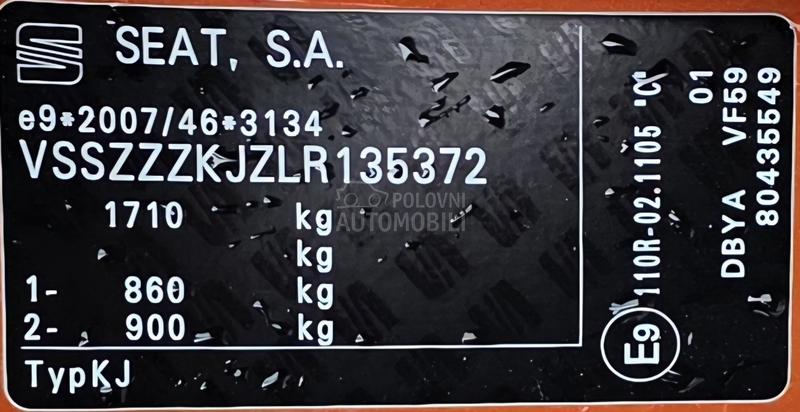 SEAT, S.A.
e9*2007/46*3134
VSSZZZKJZLR135372
1710 kg
kg
1- 860 kg
2- 900 kg
TypKJ
POLOVNI
AUTOMOBILI
E9 110R-02.1105 "C" 01
DBYA VF59
80435549